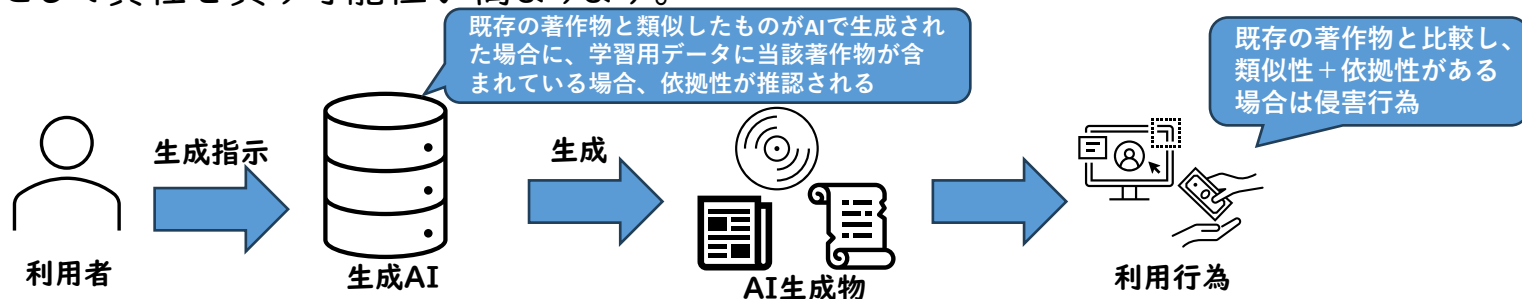 既存の著作物と類似したものがAIで生成され
た場合に、学習用データに当該著作物が含
まれている場合、依拠性が推認される
既存の著作物と比較し、
類似性＋依拠性がある
場合は侵害行為
生成指示
生成
利用者
生成AI
AI生成物
利用行為